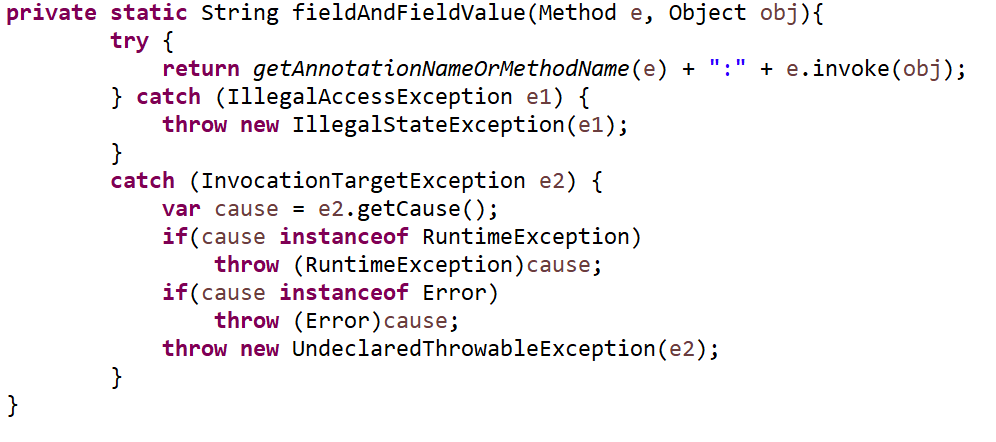 private static String fieldAndFieldValue(Method e, Object obj){
        try {
            return getAnnotationNameOrMethodName(e) + ":" + e.invoke(obj);
        } catch (IllegalAccessException e1) {
            throw new IllegalStateException(e1);
        }
        catch (InvocationTargetException e2) {
            var cause = e2.getCause();
            if(cause instanceof RuntimeException)
                throw (RuntimeException)cause;
            if(cause instanceof Error)
                throw (Error)cause;
            throw new UndeclaredThrowableException(e2);
        }
}